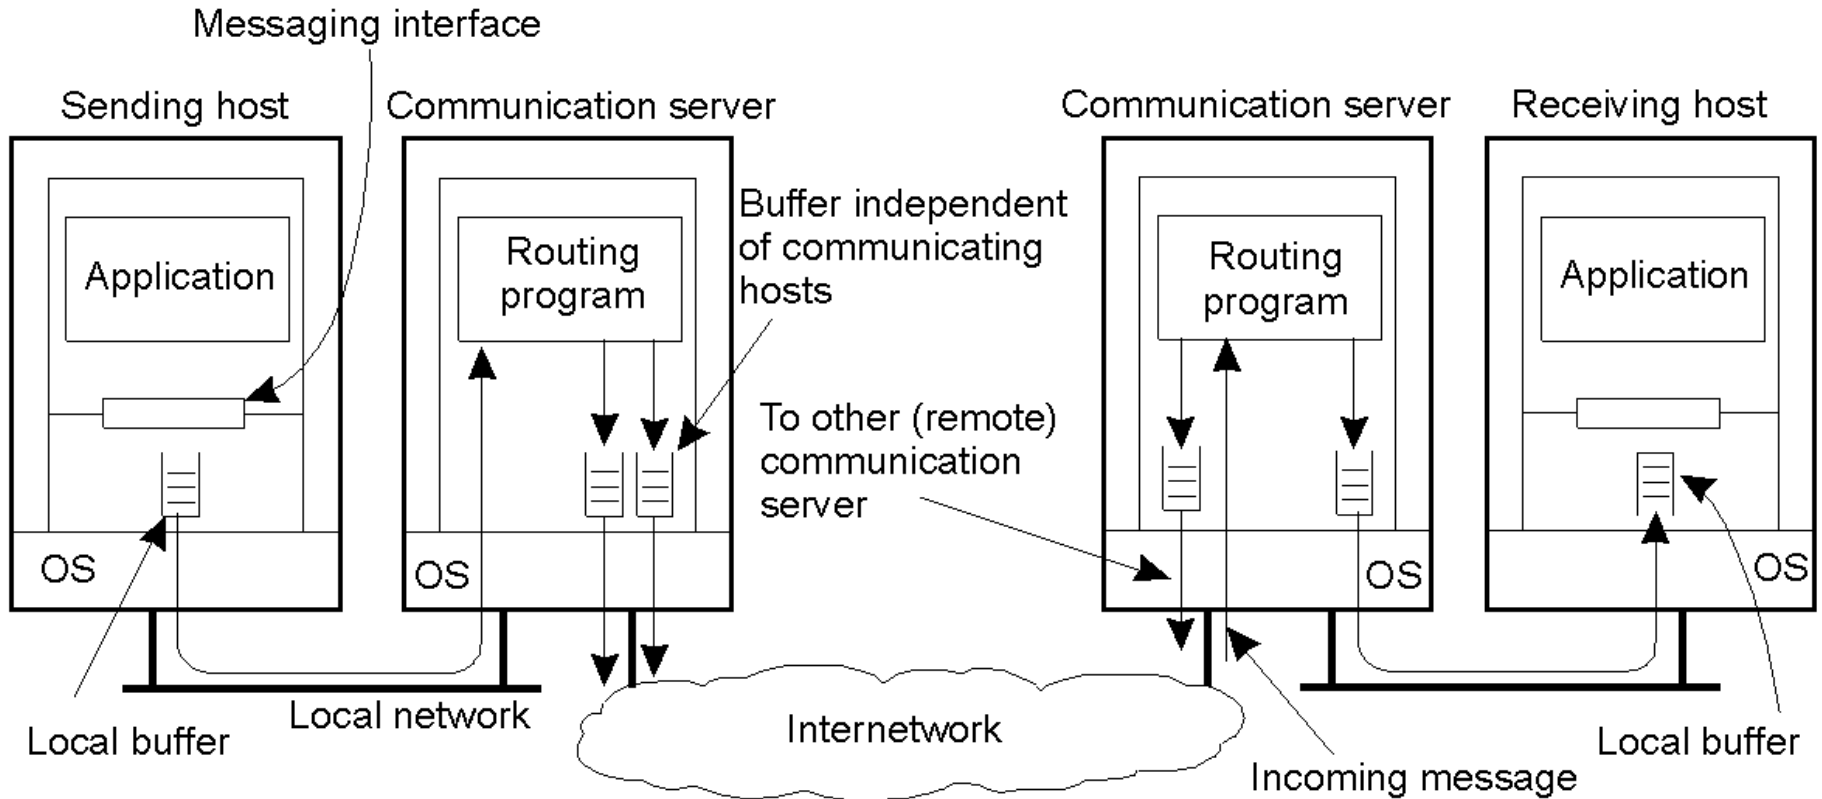 Messaging interface
Sending host
Communication server
Communication server
Receiving host
Application
Routing
program
Buffer independent
of communicating
hosts
Routing
program
Application
To other (remote)
communication
server
OS
OS
OS
OS
Local network
Local buffer
Internetwork
Incoming message
Local buffer